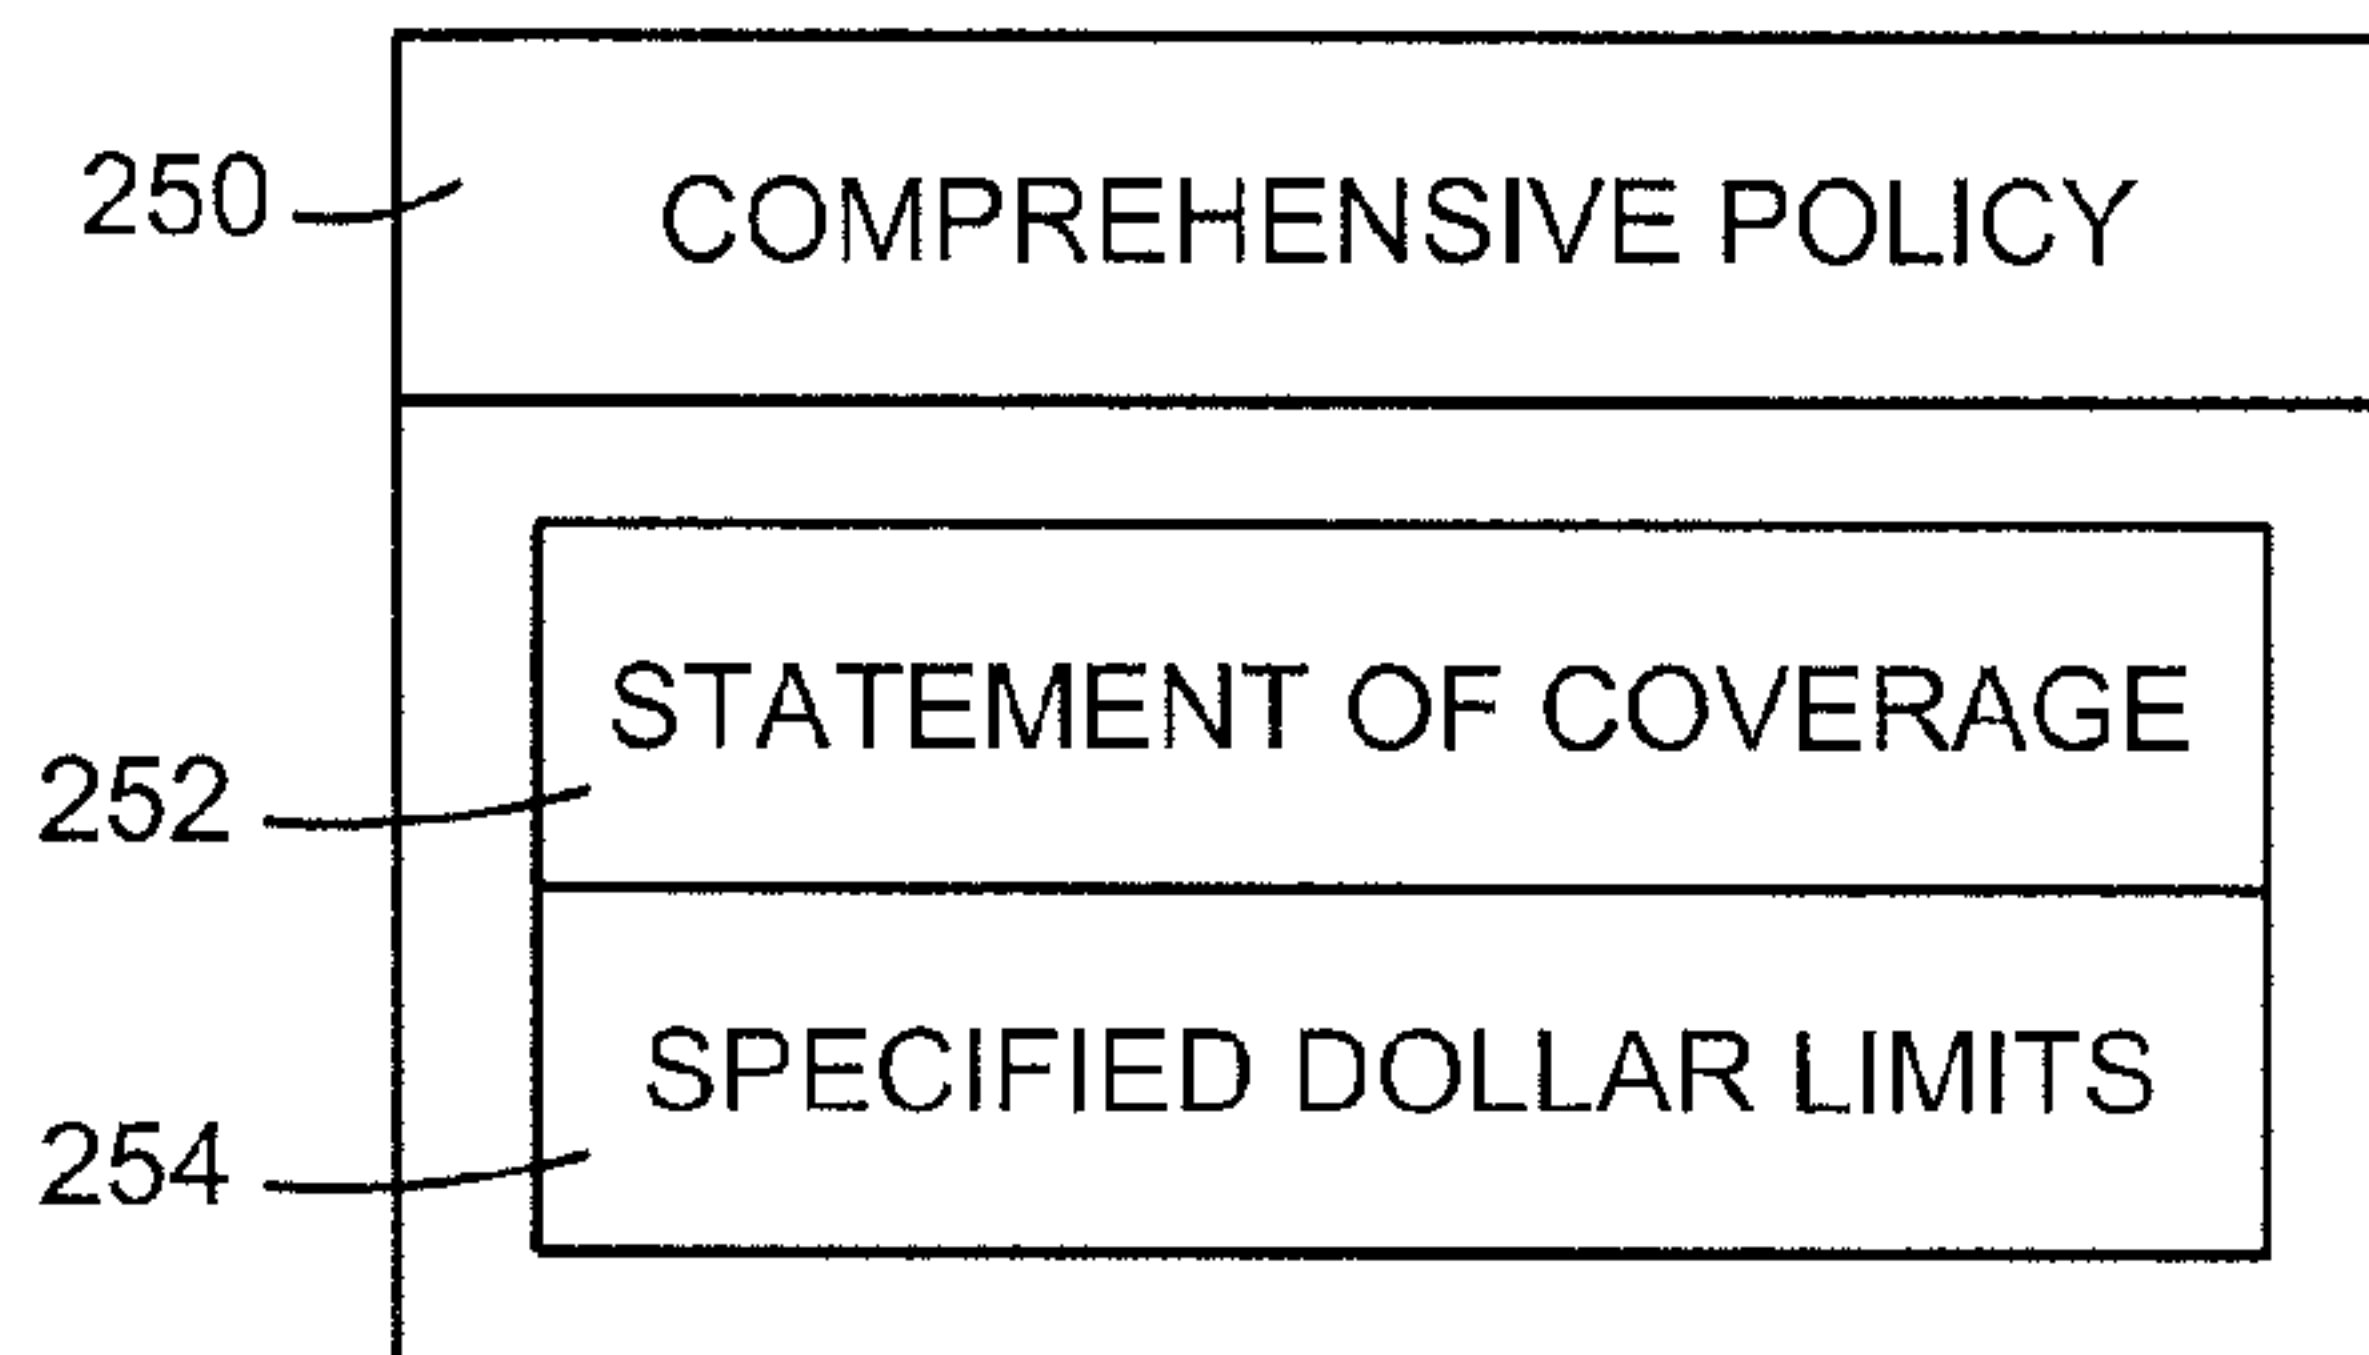 250 COMPREHENSIVE POLICY
STATEMENT OF COVERAGE
252
SPECIFIED DOLLAR LIMITS
254